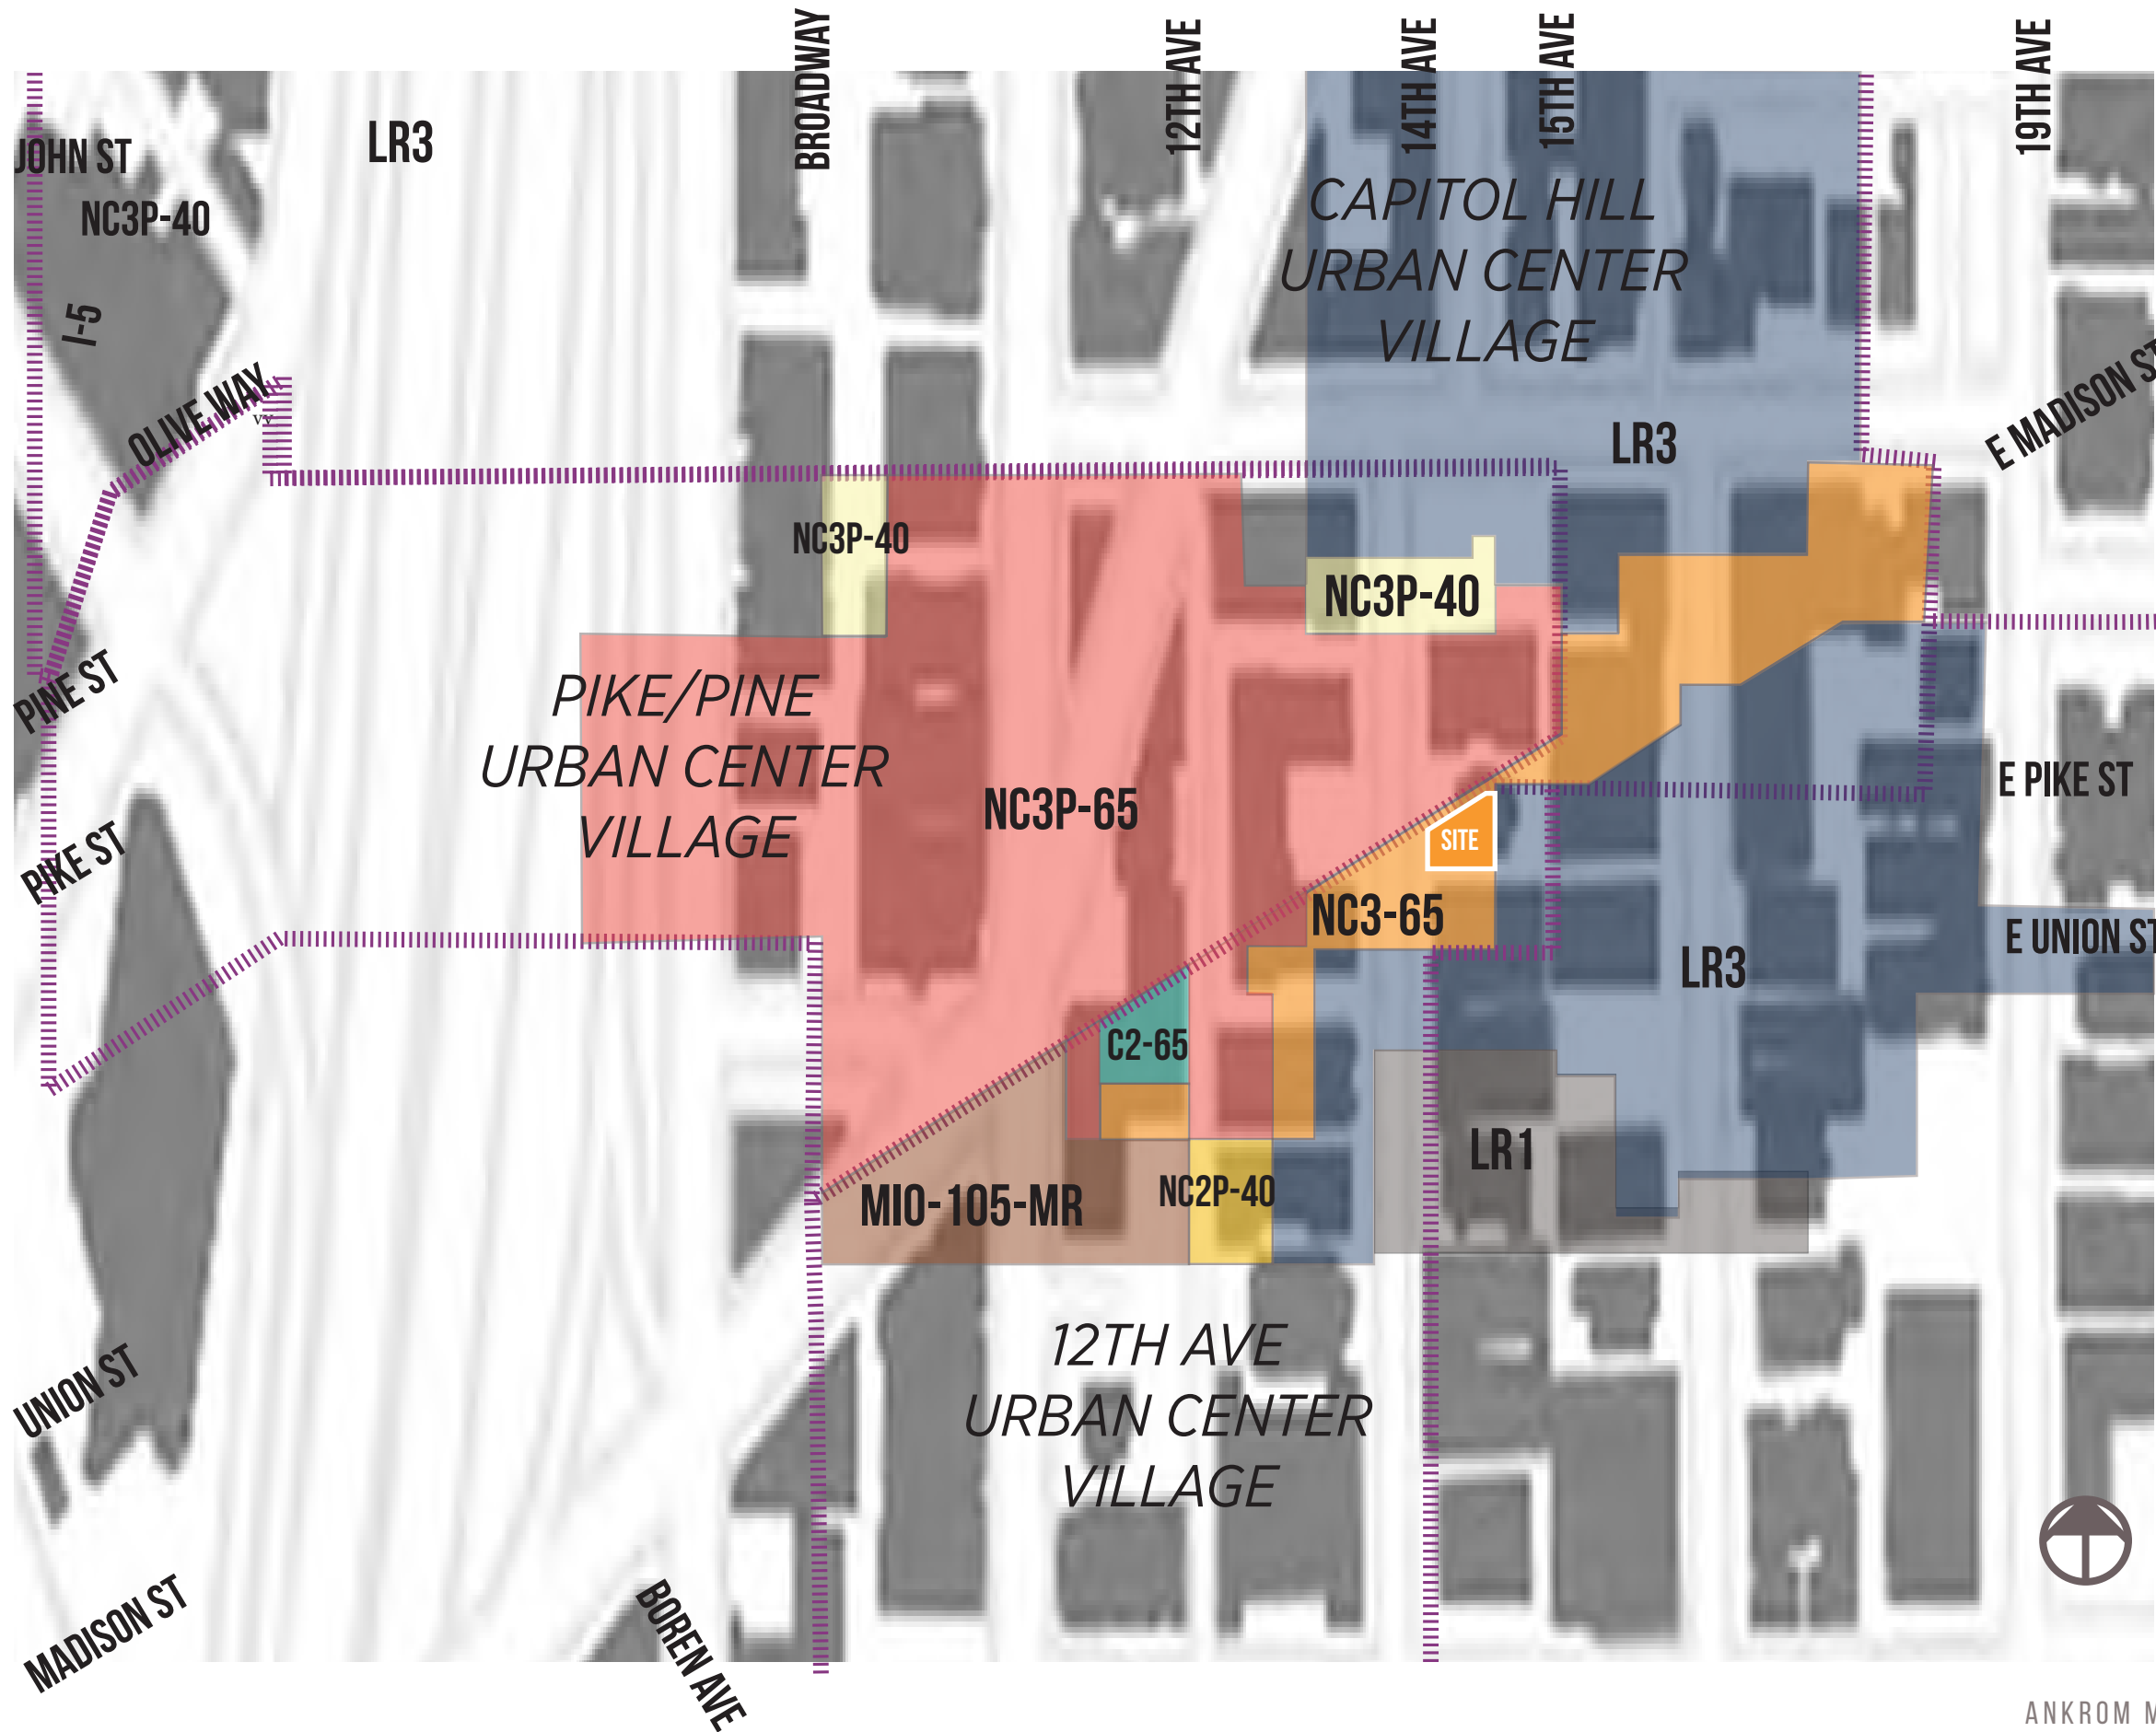 BROADWAY
12TH AVE
14TH AVE
15TH AVE
19TH AVE
JOHN ST
LR3
NC3P-40
I-5
CAPITOL HILL
URBAN CENTER
VILLAGE
OLIVE WAY
VV
LR3
E MADISON ST
NC3P-40
NC3P-40
PINE ST
PIKE/PINE
URBAN CENTER
VILLAGE
NC3P-65
E PIKE ST
SITE
PIKE ST
NC3-65
E UNION ST
LR3
C2-65
LR1
MIO-105-MR
NC2P-40
12TH AVE
URBAN CENTER
VILLAGE
UNION ST
MADISON ST
BOREN AVE
ANKROM M